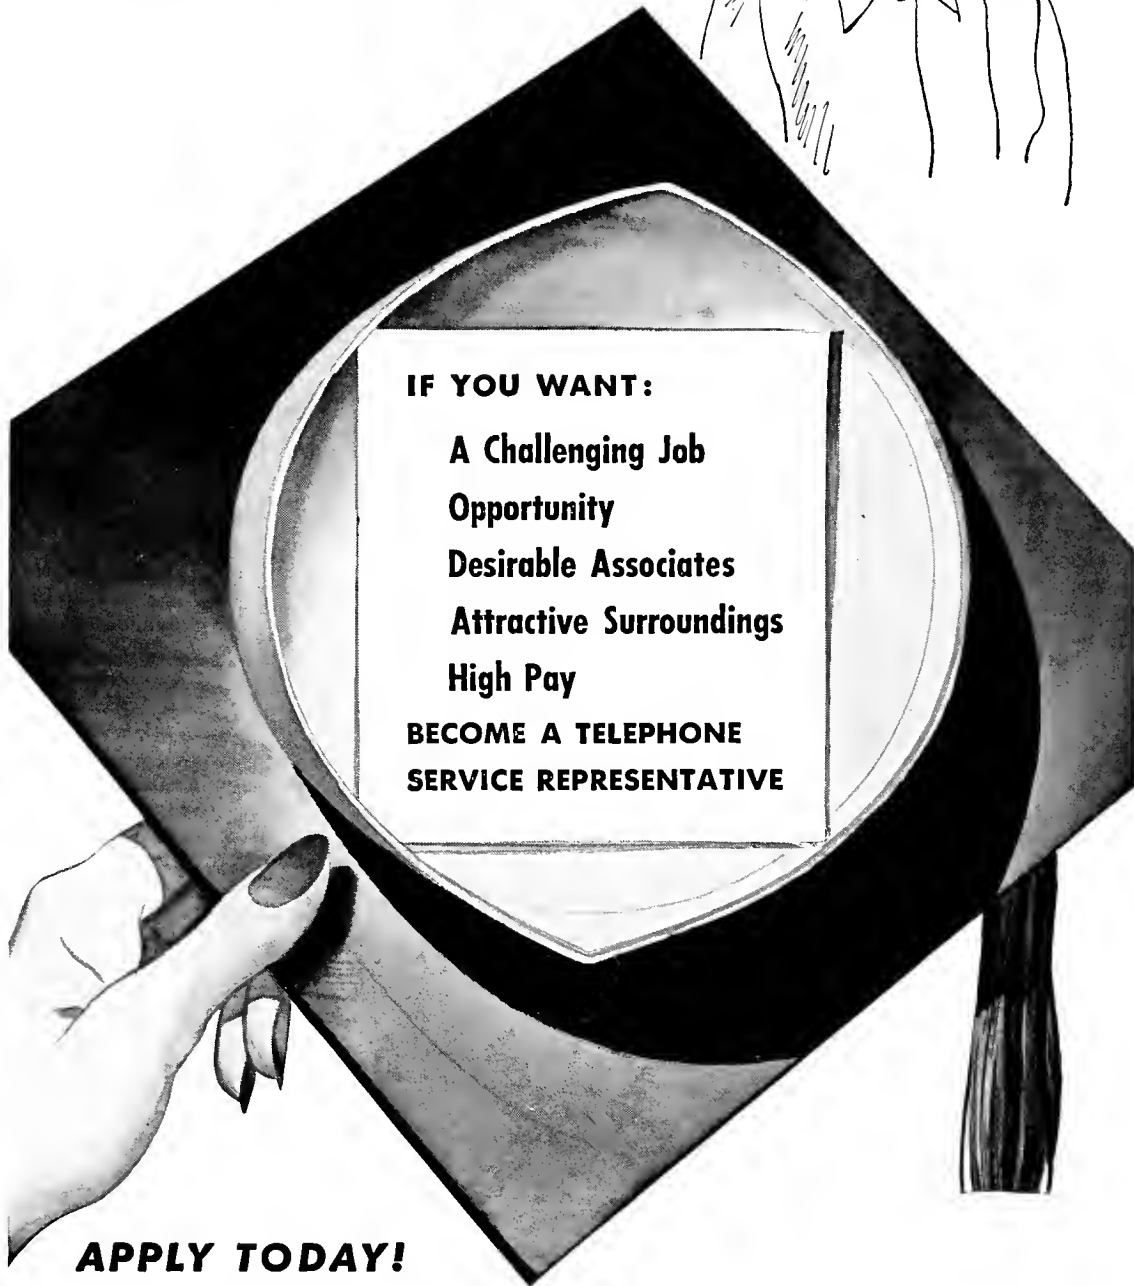 IF YOU WANT:
A Challenging Job
Opportunity
Desirable Associates
Attractive Surroundings
High Pay
BECOME A TELEPHONE
SERVICE REPRESENTATIVE
APPLY TODAY!